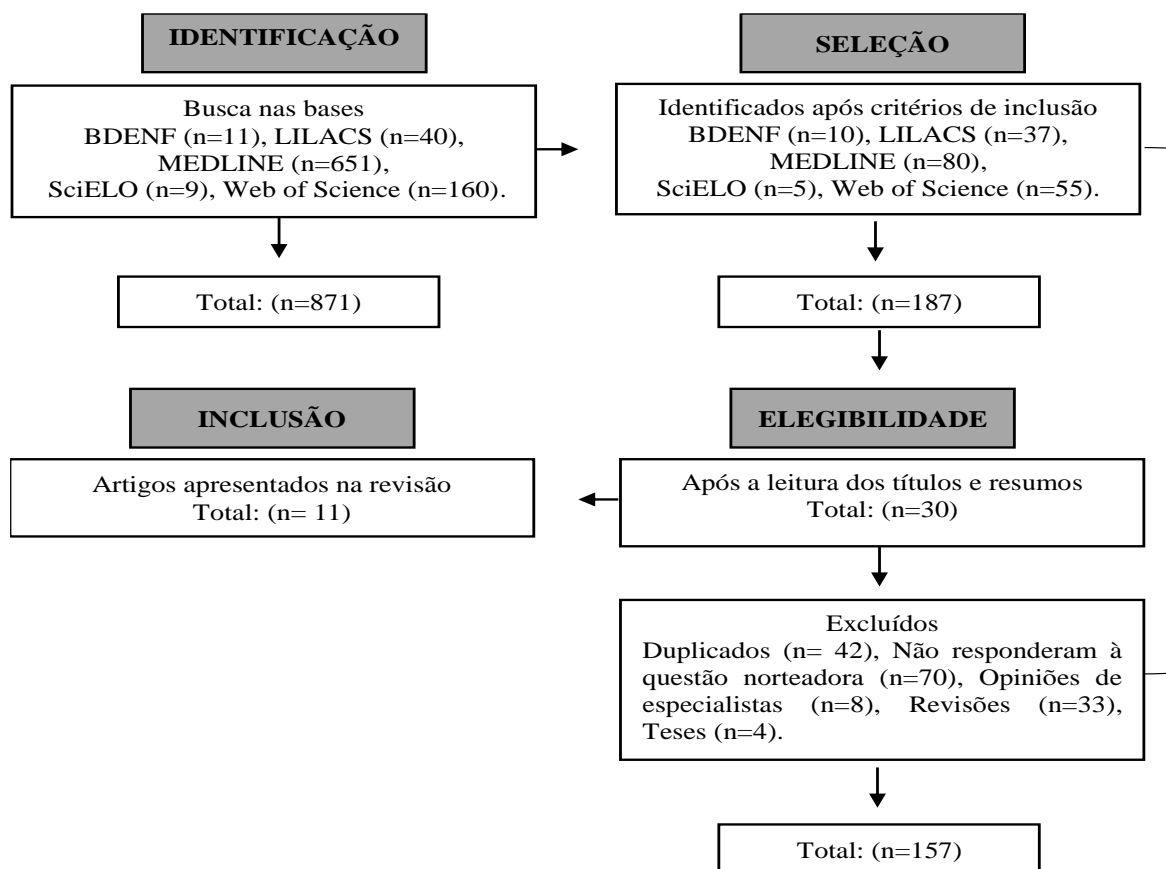 IDENTIFICAÇÃO
Busca nas bases
BDENF (n=11), LILACS (n=40),
MEDLINE (n=651),
SciELO (n=9), Web of Science (n=160).
Total: (n=871)
SELEÇÃO
Identificados após critérios de inclusão
BDENF (n=10), LILACS (n=37),
MEDLINE (n=80),
SciELO (n=5), Web of Science (n=55).
Total: (n=187)
ELEGIBILIDADE
Após a leitura dos títulos e resumos
Total: (n=30)
Excluídos
Duplicados (n= 42), Não responderam à
questão norteadora (n=70), Opiniões de
especialistas (n=8), Revisões (n=33),
Teses (n=4).
Total: (n=157)
INCLUSÃO
Artigos apresentados na revisão
Total: (n= 11)